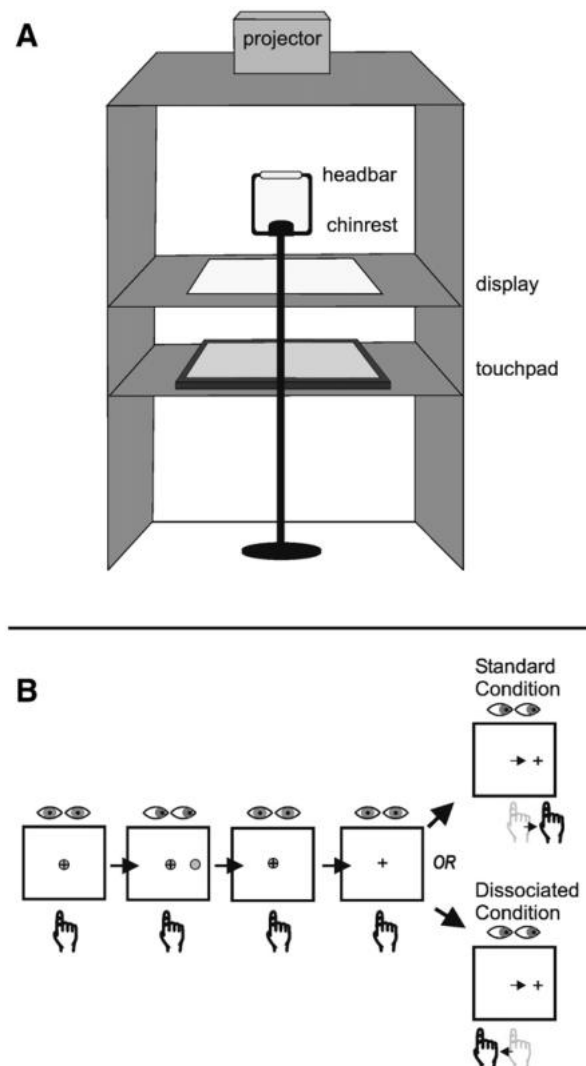 A
projector
headbar
chinrest
display
touchpad
B
Standard
Condition
OR
Dissociated
Condition